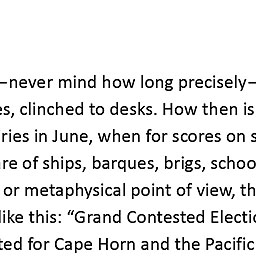 –never mind how long precisely–
es, clinched to desks. How then is
ries in June, when for scores on s
are of ships, barques, brigs, schoo
or metaphysical point of view, th
like this: “Grand Contested Electi
ted for Cape Horn and the Pacific